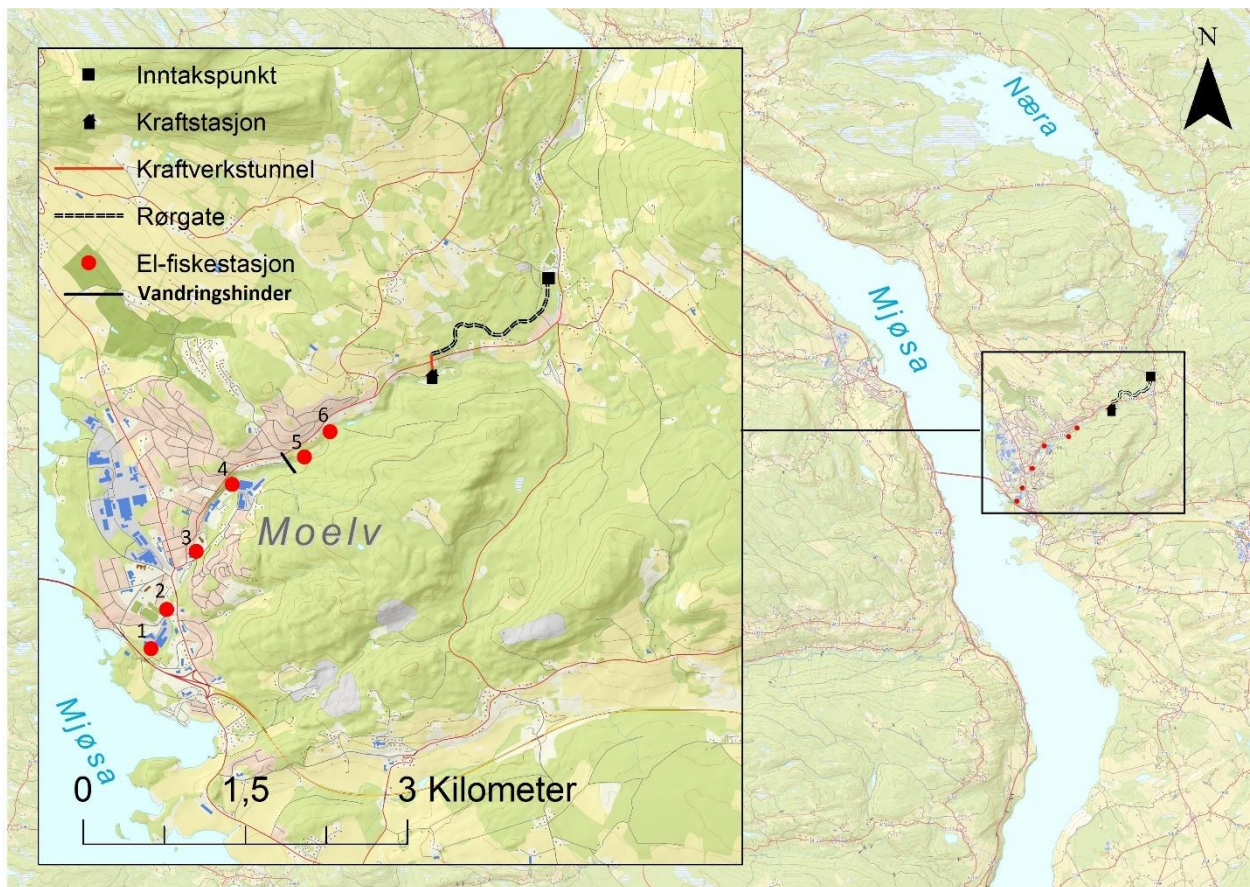 Inntakspunkt
Kraftstasjon
Kraftverkstunnel
Rørgate
El-fiskestasjon
Vandringshinder
N
Næra
Mjøsa
6
5
4
Moelv
3
2
1
Mjøsa
0 1,5 3 Kilometer